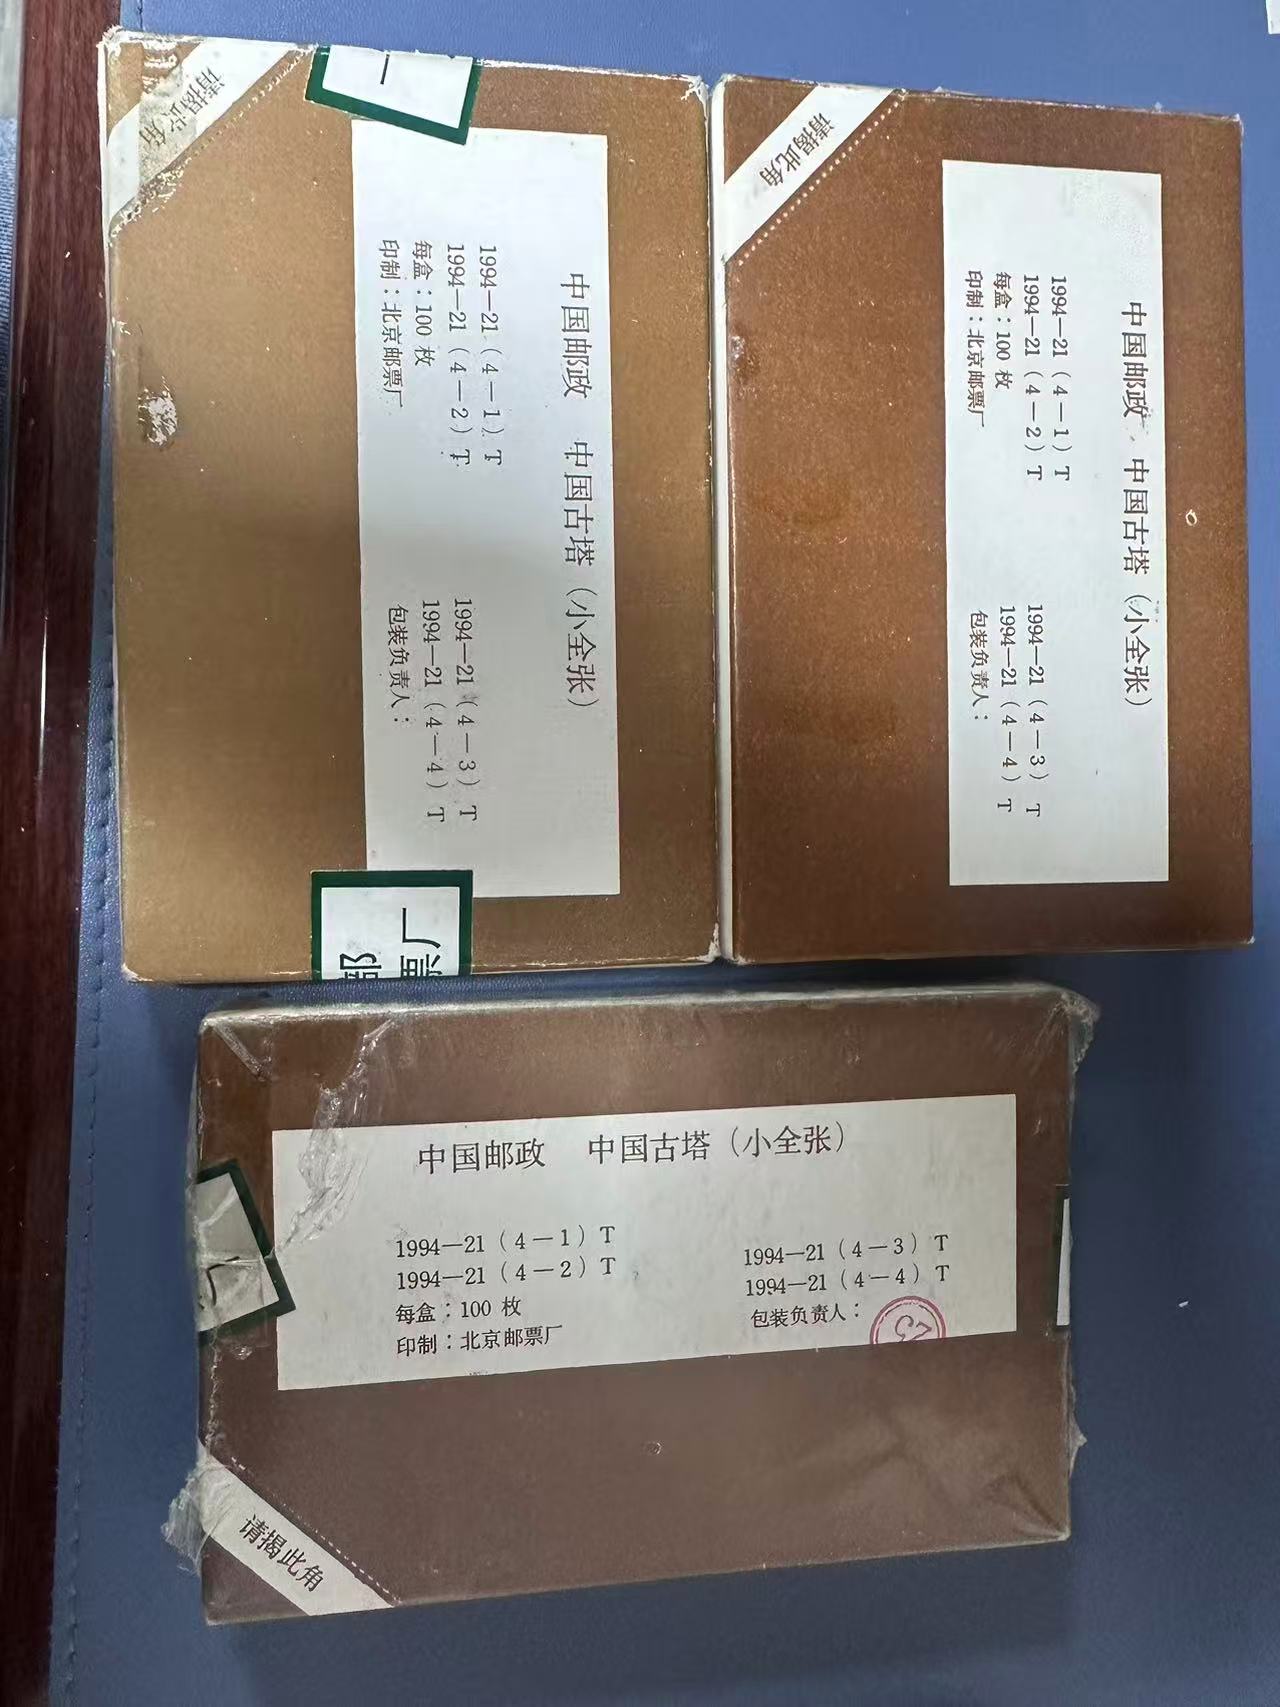 请揭此角
厂
中国邮政 中国古塔（小全张）
1994—21（4—1）T
1994—21（4—2）T
每盒：100 枚
印制：北京邮票厂
1994—21（4—3）T
1994—21（4—4）T
包装负责人：
厂
请揭此角
中国邮政 中国古塔（小全张）
1994—21（4—1）T
1994—21（4—2）T
每盒：100 枚
印制：北京邮票厂
1994—21（4—3）T
1994—21（4—4）T
包装负责人：
中国邮政 中国古塔（小全张）
1994—21（4—1）T
1994—21（4—2）T
每盒：100 枚
印制：北京邮票厂
1994—21（4—3）T
1994—21（4—4）T
包装负责人：
请揭此角